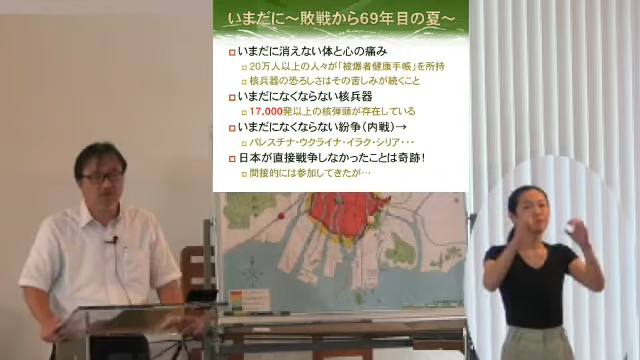 いまだに～敗戦から69年目の夏～
いまだに消えない体と心の痛み
20万人以上の人々が「被爆者健康手帳」を所持
核兵器の恐ろしさはその苦しみが続くこと
いまだになくならない核兵器
17,000発以上の核弾頭が存在している
いまだになくならない紛争（内戦）→
パレスチナ・ウクライナ・イラク・シリア・・・
日本が直接戦争しなかったことは奇跡！
間接的には参加してきたが…